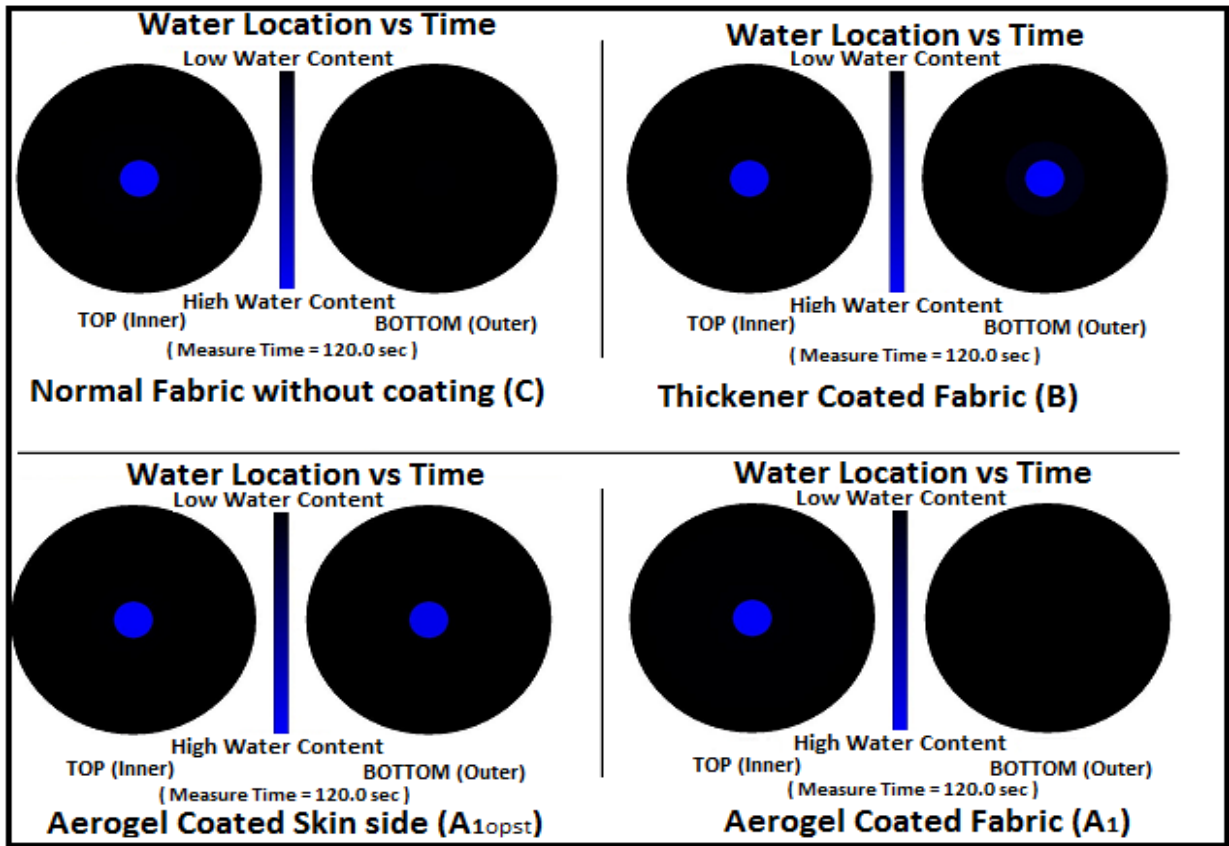 Water Location vs Time
Low Water Content
High Water Content
TOP (Inner)
BOTTOM (Outer)
( Measure Time = 120.0 sec )
Normal Fabric without coating (C)
Water Location vs Time
Low Water Content
High Water Content
TOP (Inner)
BOTTOM (Outer)
( Measure Time = 120.0 sec )
Thickener Coated Fabric (B)
Water Location vs Time
Low Water Content
High Water Content
TOP (Inner)
BOTTOM (Outer)
( Measure Time = 120.0 sec )
Aerogel Coated Skin side (A1opst)
Water Location vs Time
Low Water Content
High Water Content
TOP (Inner)
BOTTOM (Outer)
( Measure Time = 120.0 sec )
Aerogel Coated Fabric (A1)